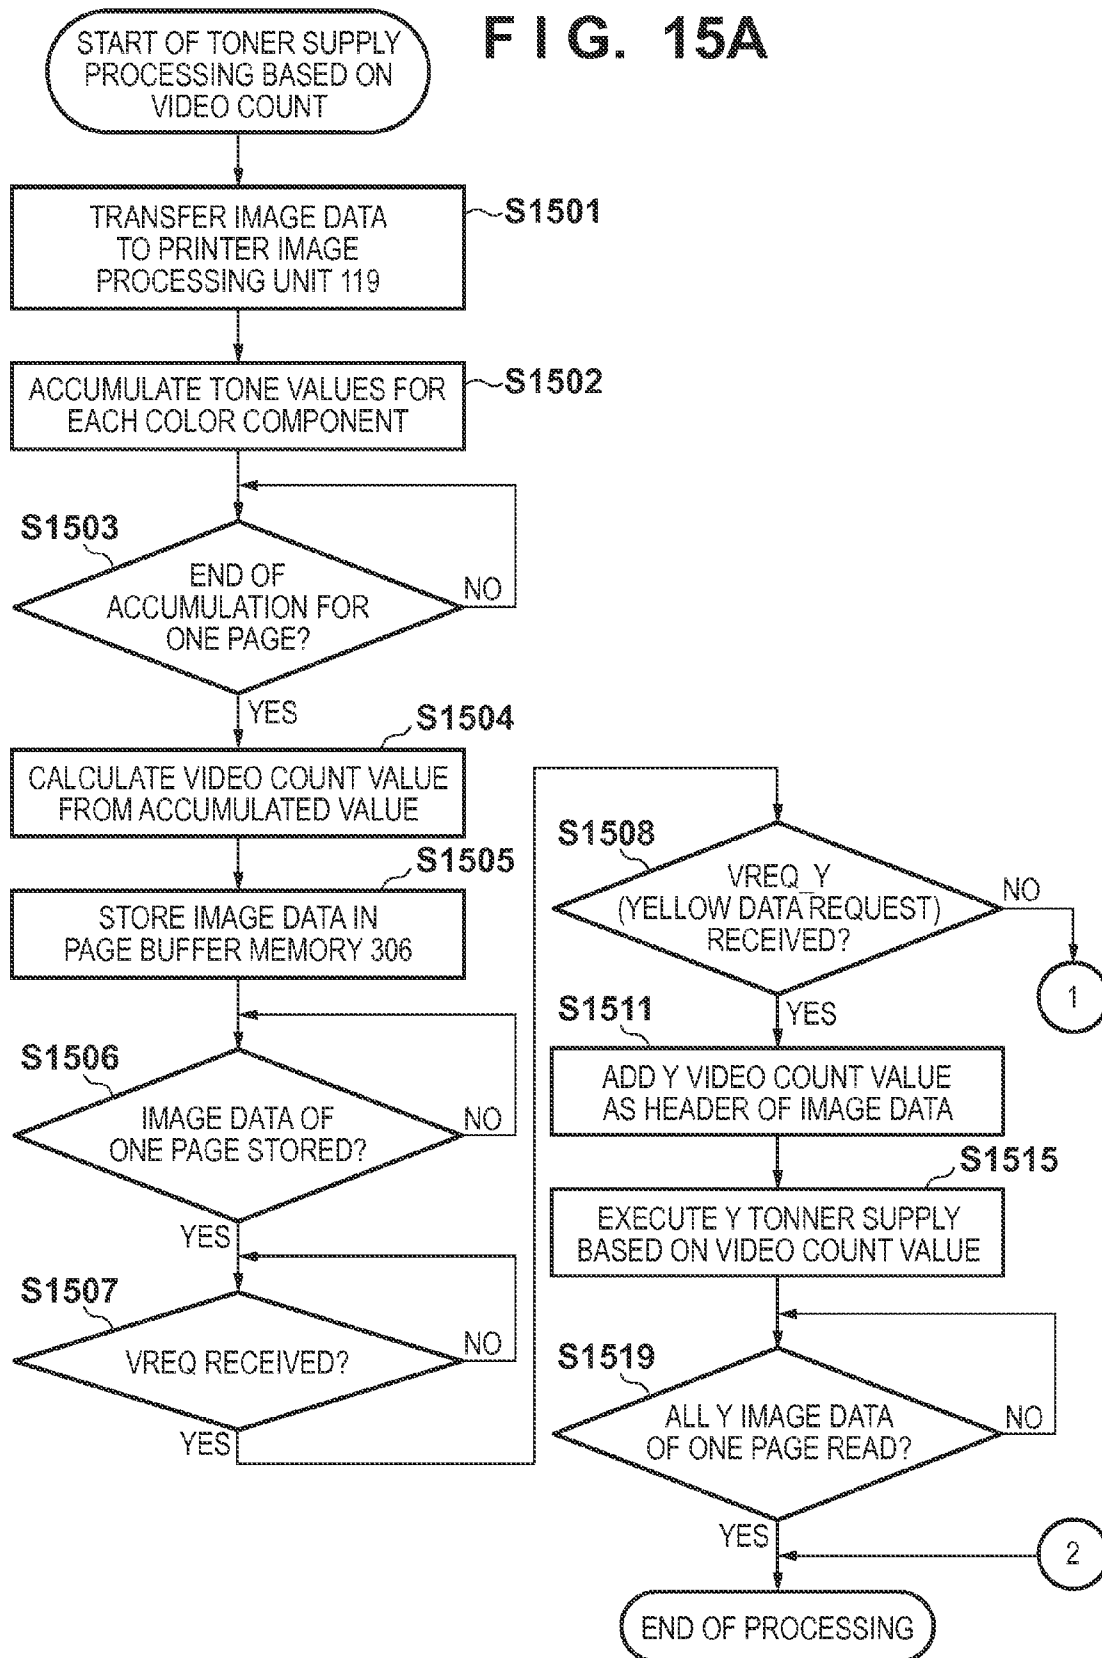 F I G. 15A
START OF TONER SUPPLY
PROCESSING BASED ON
VIDEO COUNT
S1501
TRANSFER IMAGE DATA
TO PRINTER IMAGE
PROCESSING UNIT 119
S1502
ACCUMULATE TONE VALUES FOR
EACH COLOR COMPONENT
S1503
END OF
ACCUMULATION FOR
ONE PAGE?
NO
YES
S1504
CALCULATE VIDEO COUNT VALUE
FROM ACCUMULATED VALUE
S1505
STORE IMAGE DATA IN
PAGE BUFFER MEMORY 306
S1506
IMAGE DATA OF
ONE PAGE STORED?
NO
YES
S1507
VREQ RECEIVED?
NO
YES
S1508
VREQ_Y
(YELLOW DATA REQUEST)
RECEIVED?
NO
1
YES
S1511
ADD Y VIDEO COUNT VALUE
AS HEADER OF IMAGE DATA
S1515
EXECUTE Y TONNER SUPPLY
BASED ON VIDEO COUNT VALUE
S1519
ALL Y IMAGE DATA
OF ONE PAGE READ?
NO
YES
2
END OF PROCESSING